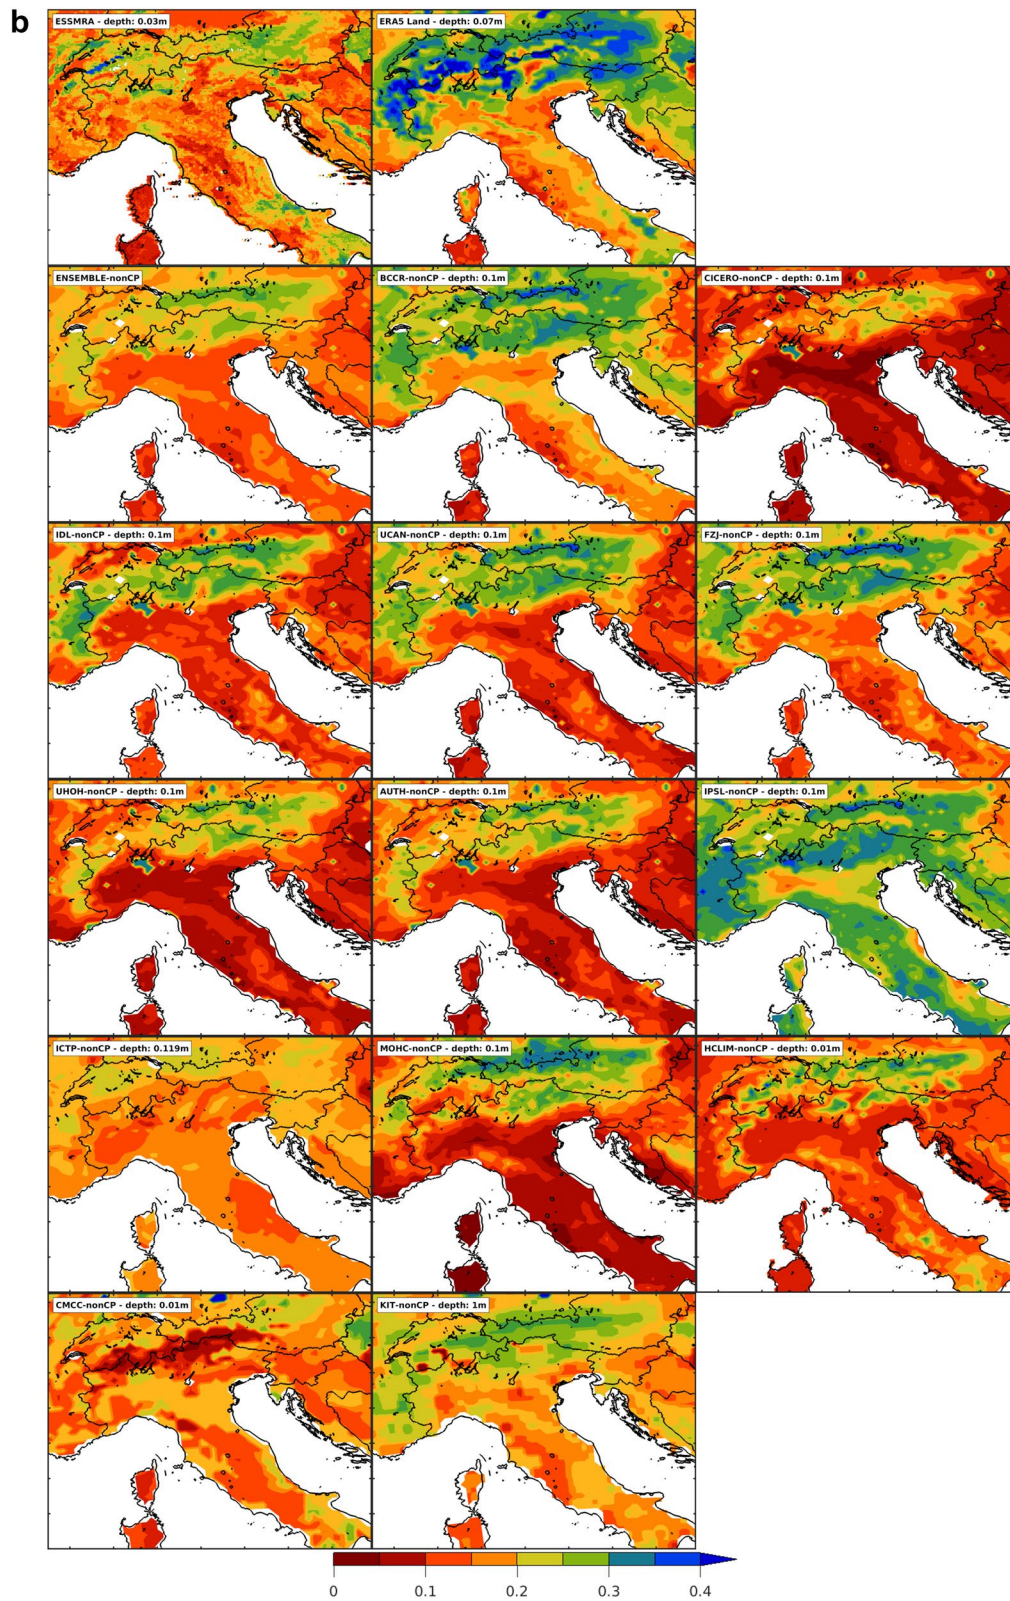 b
ESSMRA - depth: 0.03m
ERA5 Land - depth: 0.07m
ENSEMBLE-nonCP
BCCR-nonCP - depth: 0.1m
CICERO-nonCP - depth: 0.1m
IDL-nonCP - depth: 0.1m
UCAN-nonCP - depth: 0.1m
FZJ-nonCP - depth: 0.1m
UHOH-nonCP - depth: 0.1m
AUTH-nonCP - depth: 0.1m
IPSL-nonCP - depth: 0.1m
ICTP-nonCP - depth: 0.119m
MOHC-nonCP - depth: 0.1m
HCLIM-nonCP - depth: 0.01m
CMCC-nonCP - depth: 0.01m
KIT-nonCP - depth: 1m
0 0.1 0.2 0.3 0.4